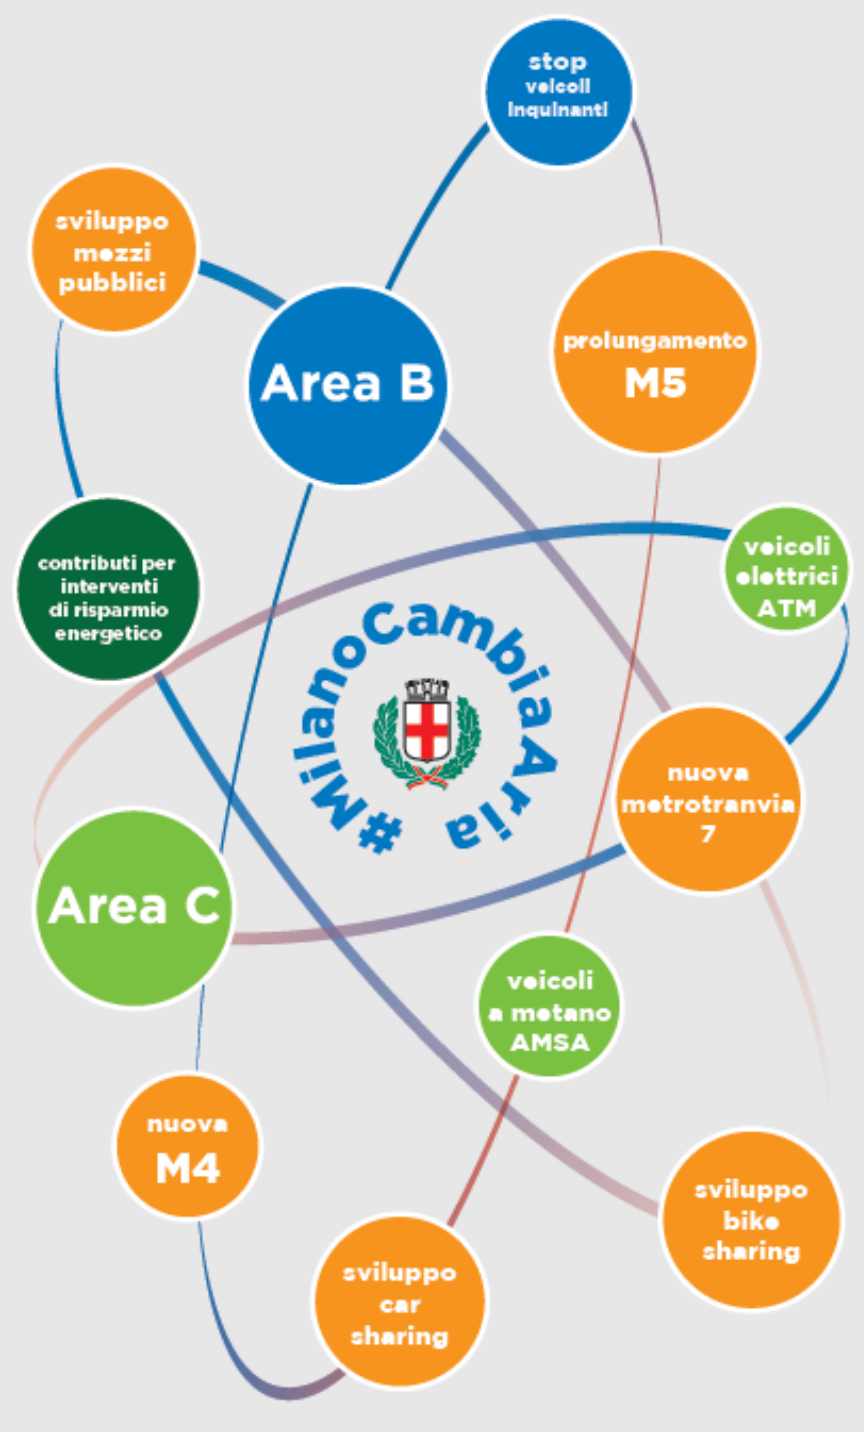 stop
veicoli
inquinanti
sviluppo
mezzi
pubblici
prolungamento
M5
Area B
contributi per
interventi
di risparmio
energetico
veicoli
elettrici
ATM
#MilanoCambiaAria
nuova
metrotranvia
7
Area C
veicoli
a metano
AMSA
nuova
M4
sviluppo
bike
sharing
sviluppo
car
sharing